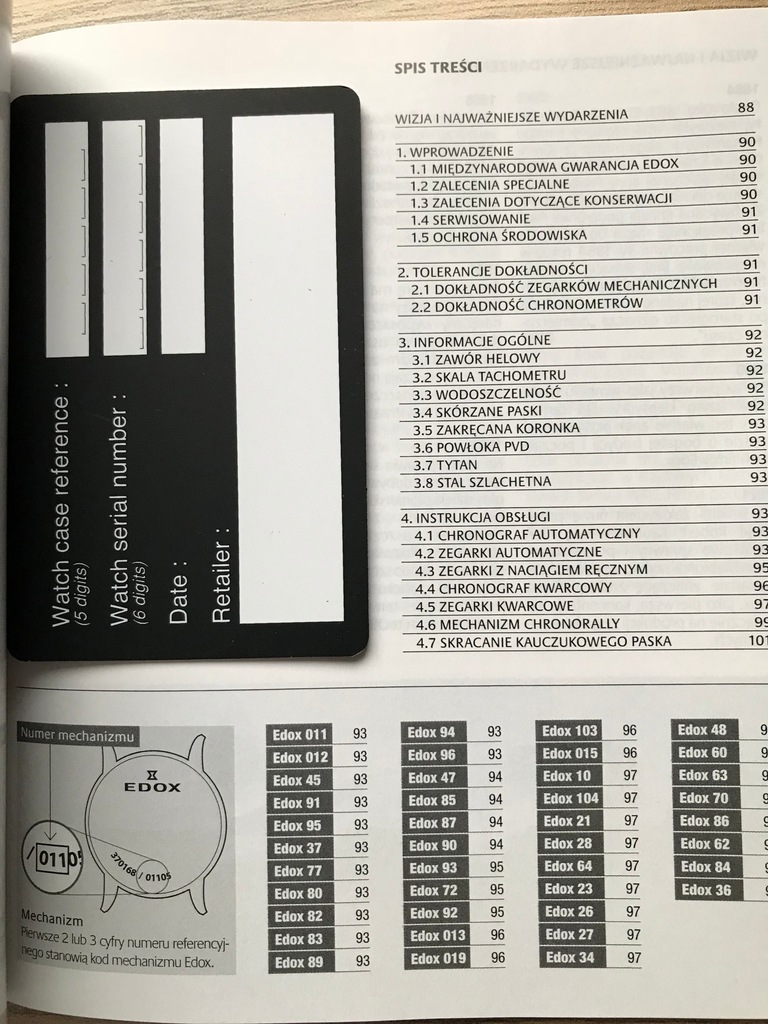 SPIS TREŚCI
WIZJA I NAJWAŻNIEJSZE WYDARZENIA 88
1. WPROWADZENIE 90
1.1 MIĘDZYNARODOWA GWARANCJA EDOX 90
1.2 ZALECENIA SPECJALNE 90
1.3 ZALECENIA DOTYCZĄCE KONSERWACJI 90
1.4 SERWISOWANIE 91
1.5 OCHRONA ŚRODOWISKA 91
2. TOLERANCJE DOKŁADNOŚCI 91
2.1 DOKŁADNOŚĆ ZEGARKÓW MECHANICZNYCH 91
2.2 DOKŁADNOŚĆ CHRONOMETRÓW 91
3. INFORMACJE OGÓLNE 92
3.1 ZAWÓR HELOWY 92
3.2 SKALA TACHOMETRU 92
3.3 WODOSZCZELNOŚĆ 92
3.4 SKÓRZANE PASKI 92
3.5 ZAKRĘCANA KORONKA 93
3.6 POWŁOKA PVD 93
3.7 TYTAN 93
3.8 STAL SZLACHETNA 93
4. INSTRUKCJA OBSŁUGI 93
4.1 CHRONOGRAF AUTOMATYCZNY 93
4.2 ZEGARKI AUTOMATYCZNE 93
4.3 ZEGARKI Z NACIĄGIEM RĘCZNYM 95
4.4 CHRONOGRAF KWARCOWY 96
4.5 ZEGARKI KWARCOWE 97
4.6 MECHANIZM CHRONORALLY 99
4.7 SKRACANIE KAUCZUKOWEGO PASKA 101
Watch case reference :
(5 digits)
Watch serial number :
(6 digits)
Date :
Retailer :
Numer mechanizmu
EDOX
/ 01105
370168 / 01105
Mechanizm
Pierwsze 2 lub 3 cyfry numeru referencyj-
nego stanowią kod mechanizmu Edox.
Edox 011 93
Edox 012 93
Edox 45 93
Edox 91 93
Edox 95 93
Edox 37 93
Edox 77 93
Edox 80 93
Edox 82 93
Edox 83 93
Edox 89 93
Edox 94 93
Edox 96 93
Edox 47 94
Edox 85 94
Edox 87 94
Edox 90 94
Edox 93 95
Edox 72 95
Edox 92 95
Edox 013 96
Edox 019 96
Edox 103 96
Edox 015 96
Edox 10 97
Edox 104 97
Edox 21 97
Edox 28 97
Edox 64 97
Edox 23 97
Edox 26 97
Edox 27 97
Edox 34 97
Edox 48
Edox 60
Edox 63
Edox 70
Edox 86
Edox 62
Edox 84
Edox 36